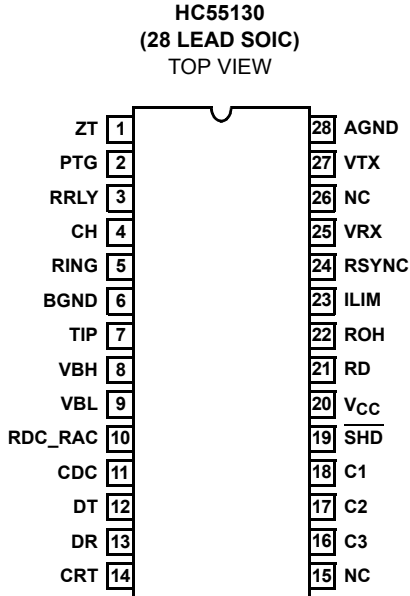 HC55130
(28 LEAD SOIC)
TOP VIEW
ZT 1 28 AGND
PTG 2 27 VTX
RRLY 3 26 NC
CH 4 25 VRX
RING 5 24 RSYNC
BGND 6 23 ILIM
TIP 7 22 ROH
VBH 8 21 RD
VBL 9 20 VCC
RDC_RAC 10 19 SHD
CDC 11 18 C1
DT 12 17 C2
DR 13 16 C3
CRT 14 15 NC